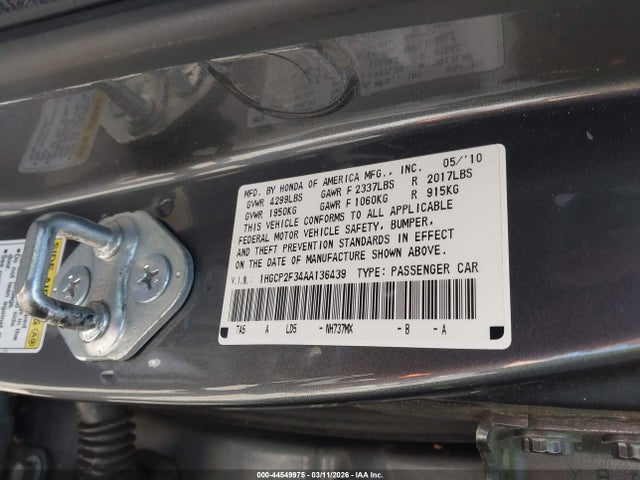 MFD. BY HONDA OF AMERICA MFG., INC. 05/'10
GVWR 4299LBS GAWR F 2337LBS R 2017LBS
GVWR 1950KG GAWR F 1060KG R 915KG
THIS VEHICLE CONFORMS TO ALL APPLICABLE
FEDERAL MOTOR VEHICLE SAFETY, BUMPER,
AND THEFT PREVENTION STANDARDS IN EFFECT
ON THE DATE OF MANUFACTURE SHOWN ABOVE.
V.I.N: 1HGCP2F34AA136439 TYPE: PASSENGER CAR
TA5 A LD5 -NH737MX -B -A
SIDE
000-44549975 - 03/11/2026 - IAA Inc.